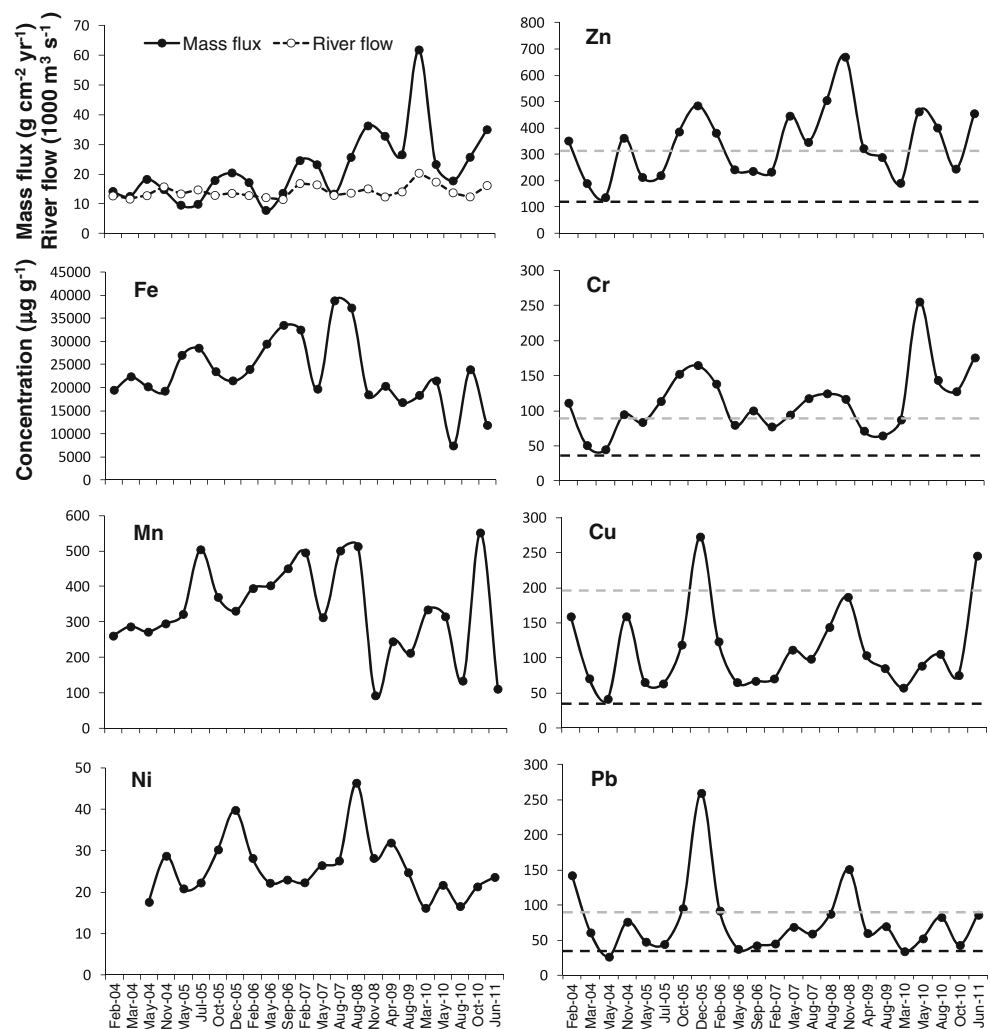 Mass flux (g cm-2 yr-1)
River flow (1000 m3 s-1)
70
60
50
40
30
20
10
0
Mass flux
River flow
Zn
800
700
600
500
400
300
200
100
0
Concentration (µg g-1)
Fe
45000
40000
35000
30000
25000
20000
15000
10000
5000
0
Cr
300
250
200
150
100
50
0
Mn
600
500
400
300
200
100
0
Cu
300
250
200
150
100
50
0
Ni
50
40
30
20
10
0
Pb
300
250
200
150
100
50
0
Feb-04
Mar-04
May-04
Nov-04
May-05
Jul-05
Oct-05
Dec-05
Feb-06
May-06
Sep-06
Feb-07
May-07
Aug-07
Aug-08
Nov-08
Apr-09
Aug-09
Mar-10
May-10
Aug-10
Oct-10
Jun-11
Feb-04
Mar-04
May-04
Nov-04
May-05
Jul-05
Oct-05
Dec-05
Feb-06
May-06
Sep-06
Feb-07
May-07
Aug-07
Aug-08
Nov-08
Apr-09
Aug-09
Mar-10
May-10
Aug-10
Oct-10
Jun-11